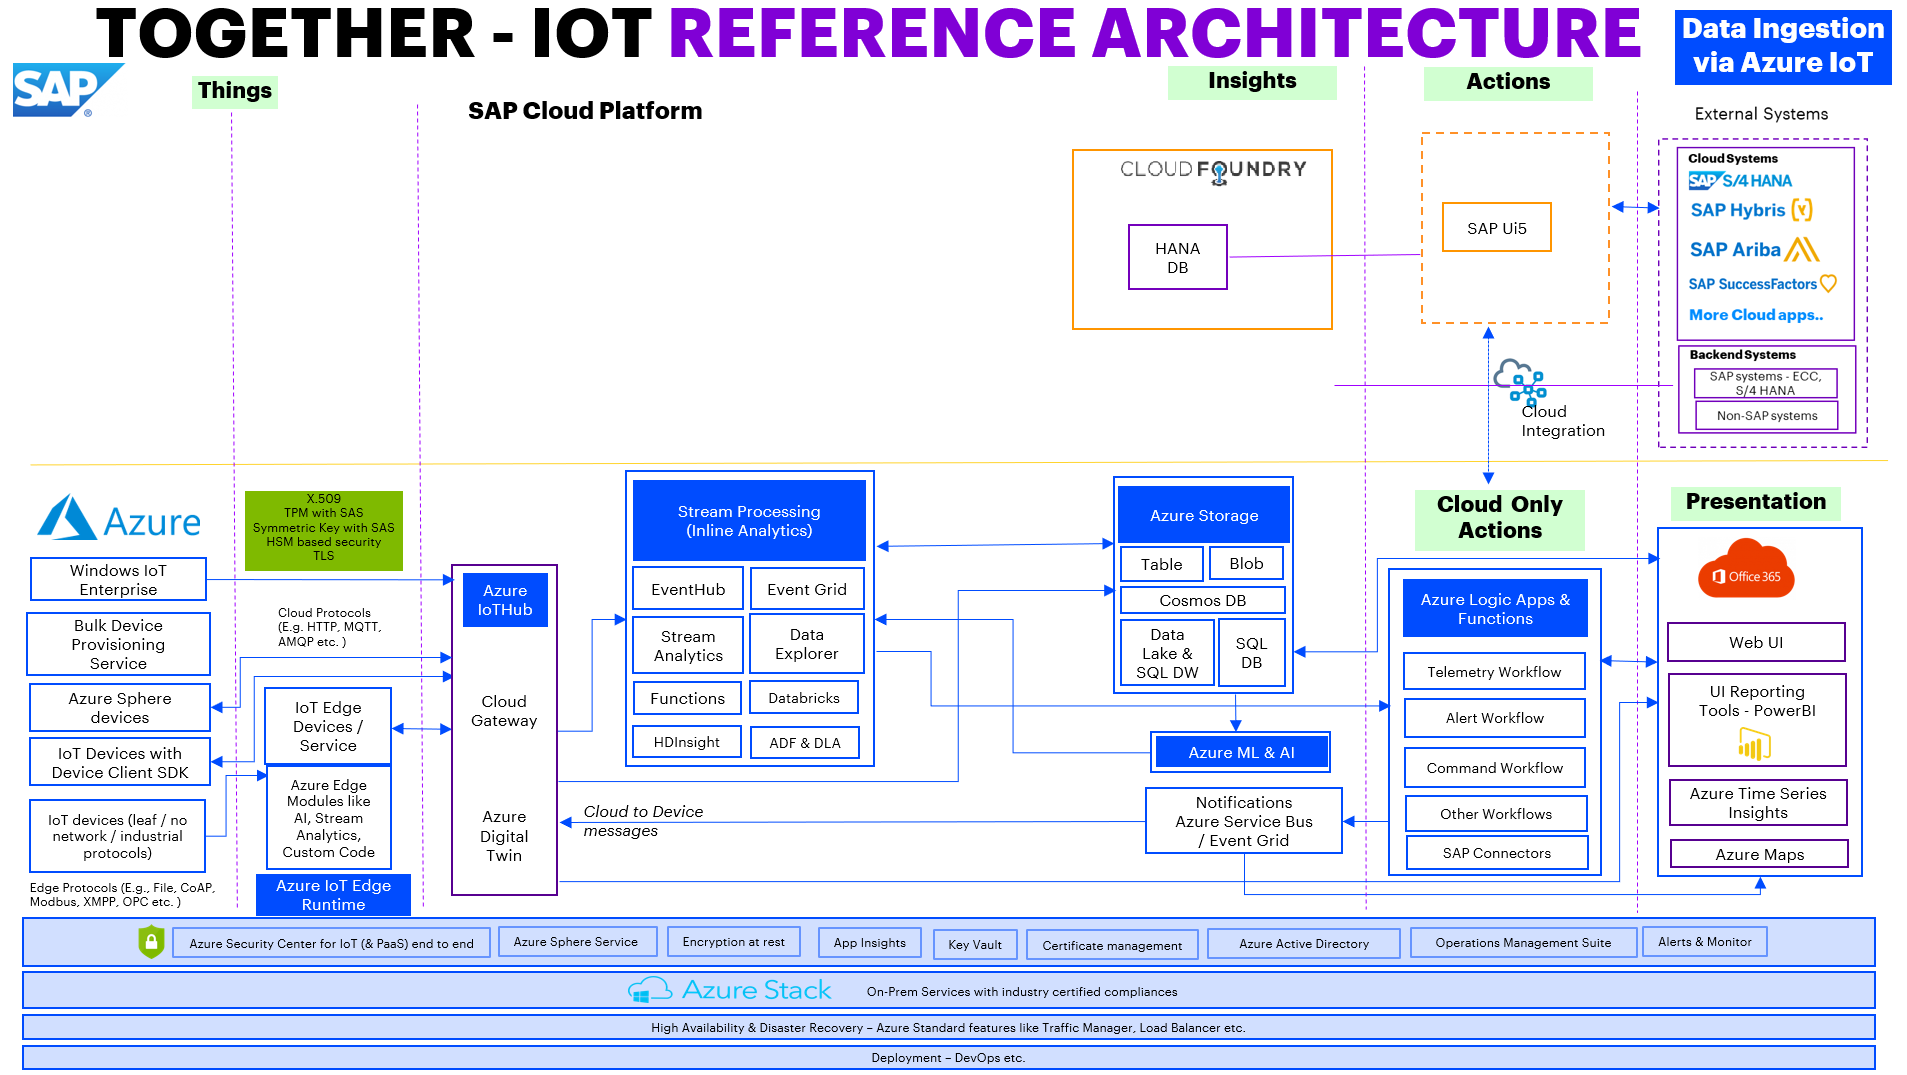 TOGETHER - IOT REFERENCE ARCHITECTURE
Data Ingestion
via Azure IoT
SAP
®
Things
SAP Cloud Platform
Insights
Actions
External Systems
CLOUD FOUNDRY
HANA
DB
SAP Ui5
Cloud Systems
SAP S/4 HANA
SAP Hybris
SAP Ariba
SAP SuccessFactors
More Cloud apps..
Backend Systems
SAP systems - ECC,
S/4 HANA
Non-SAP systems
Cloud
Integration
Azure
X.509
TPM with SAS
Symmetric Key with SAS
HSM based security
TLS
Windows IoT
Enterprise
Bulk Device
Provisioning
Service
Azure Sphere
devices
IoT Devices with
Device Client SDK
IoT devices (leaf / no
network / industrial
protocols)
Edge Protocols (E.g., File, CoAP,
Modbus, XMPP, OPC etc. )
Cloud Protocols
(E.g. HTTP, MQTT,
AMQP etc. )
IoT Edge
Devices /
Service
Azure Edge
Modules like
AI, Stream
Analytics,
Custom Code
Azure IoT Edge
Runtime
Azure
IoTHub
Cloud
Gateway
Azure
Digital
Twin
Stream Processing
(Inline Analytics)
EventHub
Event Grid
Stream
Analytics
Data
Explorer
Functions
Databricks
HDInsight
ADF & DLA
Cloud to Device
messages
Azure Storage
Table
Blob
Cosmos DB
Data
Lake &
SQL DW
SQL
DB
Azure ML & AI
Notifications
Azure Service Bus
/ Event Grid
Cloud Only
Actions
Azure Logic Apps &
Functions
Telemetry Workflow
Alert Workflow
Command Workflow
Other Workflows
SAP Connectors
Presentation
Office 365
Web UI
UI Reporting
Tools - PowerBI
Azure Time Series
Insights
Azure Maps
Azure Security Center for IoT (& PaaS) end to end
Azure Sphere Service
Encryption at rest
App Insights
Key Vault
Certificate management
Azure Active Directory
Operations Management Suite
Alerts & Monitor
Azure Stack
On-Prem Services with industry certified compliances
High Availability & Disaster Recovery – Azure Standard features like Traffic Manager, Load Balancer etc.
Deployment – DevOps etc.